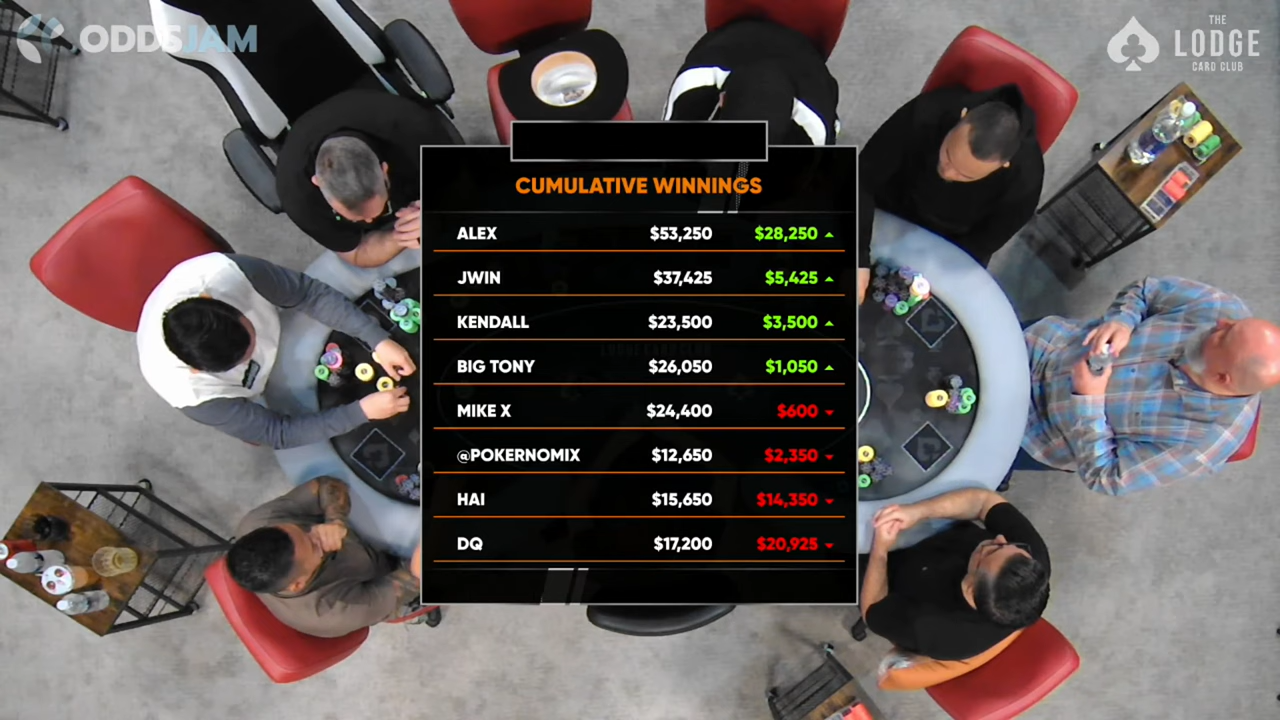 ODDSJAM
THE
LODGE
CARD CLUB
CUMULATIVE WINNINGS
ALEX $53,250 $28,250
JWIN $37,425 $5,425
KENDALL $23,500 $3,500
BIG TONY $26,050 $1,050
MIKE X $24,400 $600
@POKERNOMIX $12,650 $2,350
HAI $15,650 $14,350
DQ $17,200 $20,925